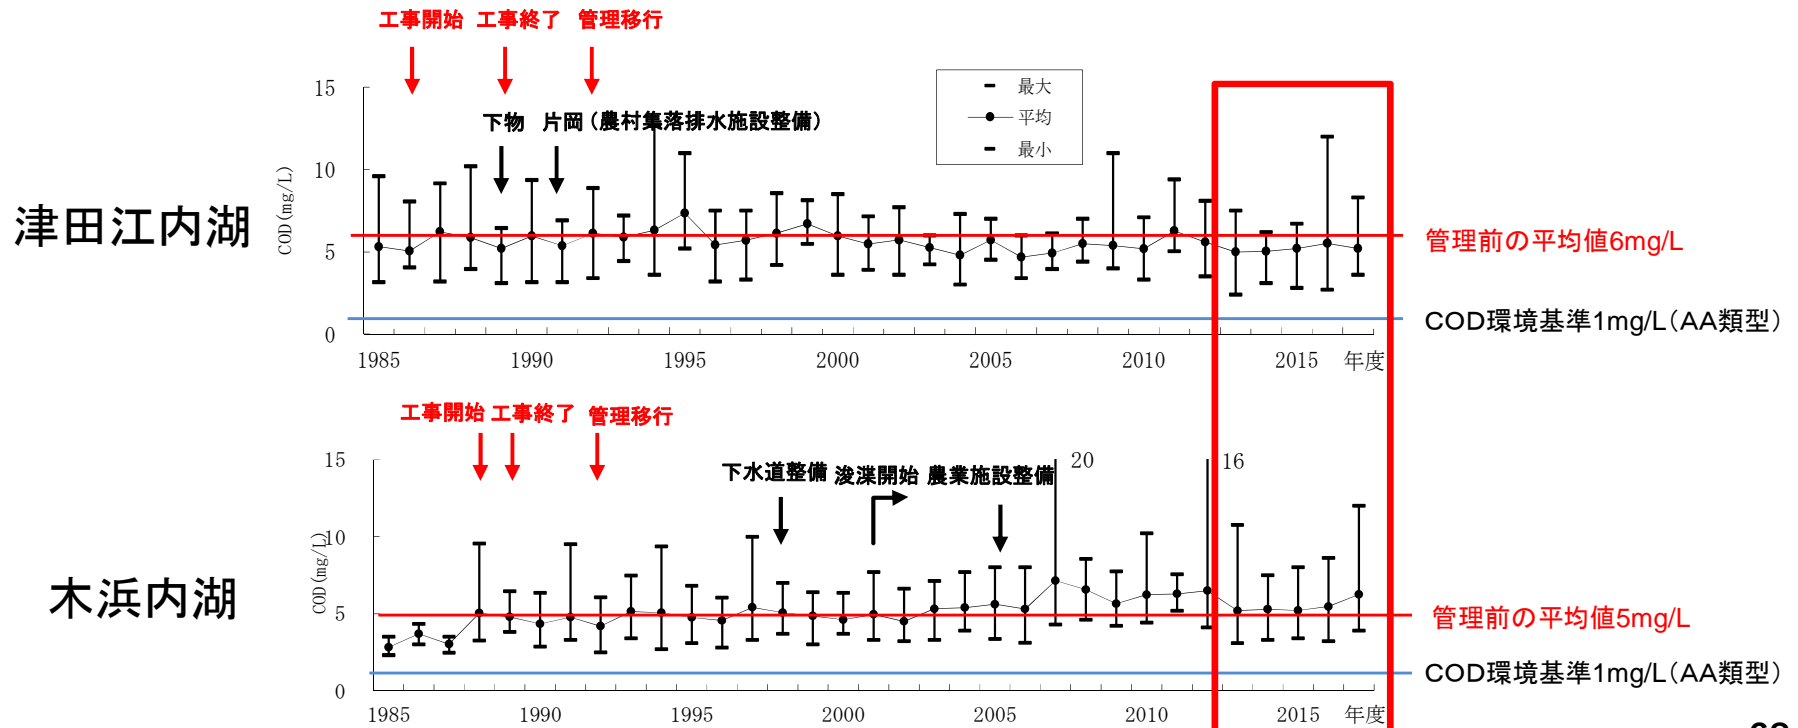 工事開始 工事終了 管理移行
15
最大
平均
最小
下物 片岡（農村集落排水施設整備）
10
COD(mg/L)
津田江内湖
5
管理前の平均値6mg/L
COD環境基準1mg/L（AA類型）
0
1985 1990 1995 2000 2005 2010 2015 年度
工事開始 工事終了 管理移行
15
20
16
下水道整備 浚渫開始 農業施設整備
10
COD(mg/L)
木浜内湖
5
管理前の平均値5mg/L
COD環境基準1mg/L（AA類型）
0
1985 1990 1995 2000 2005 2010 2015 年度